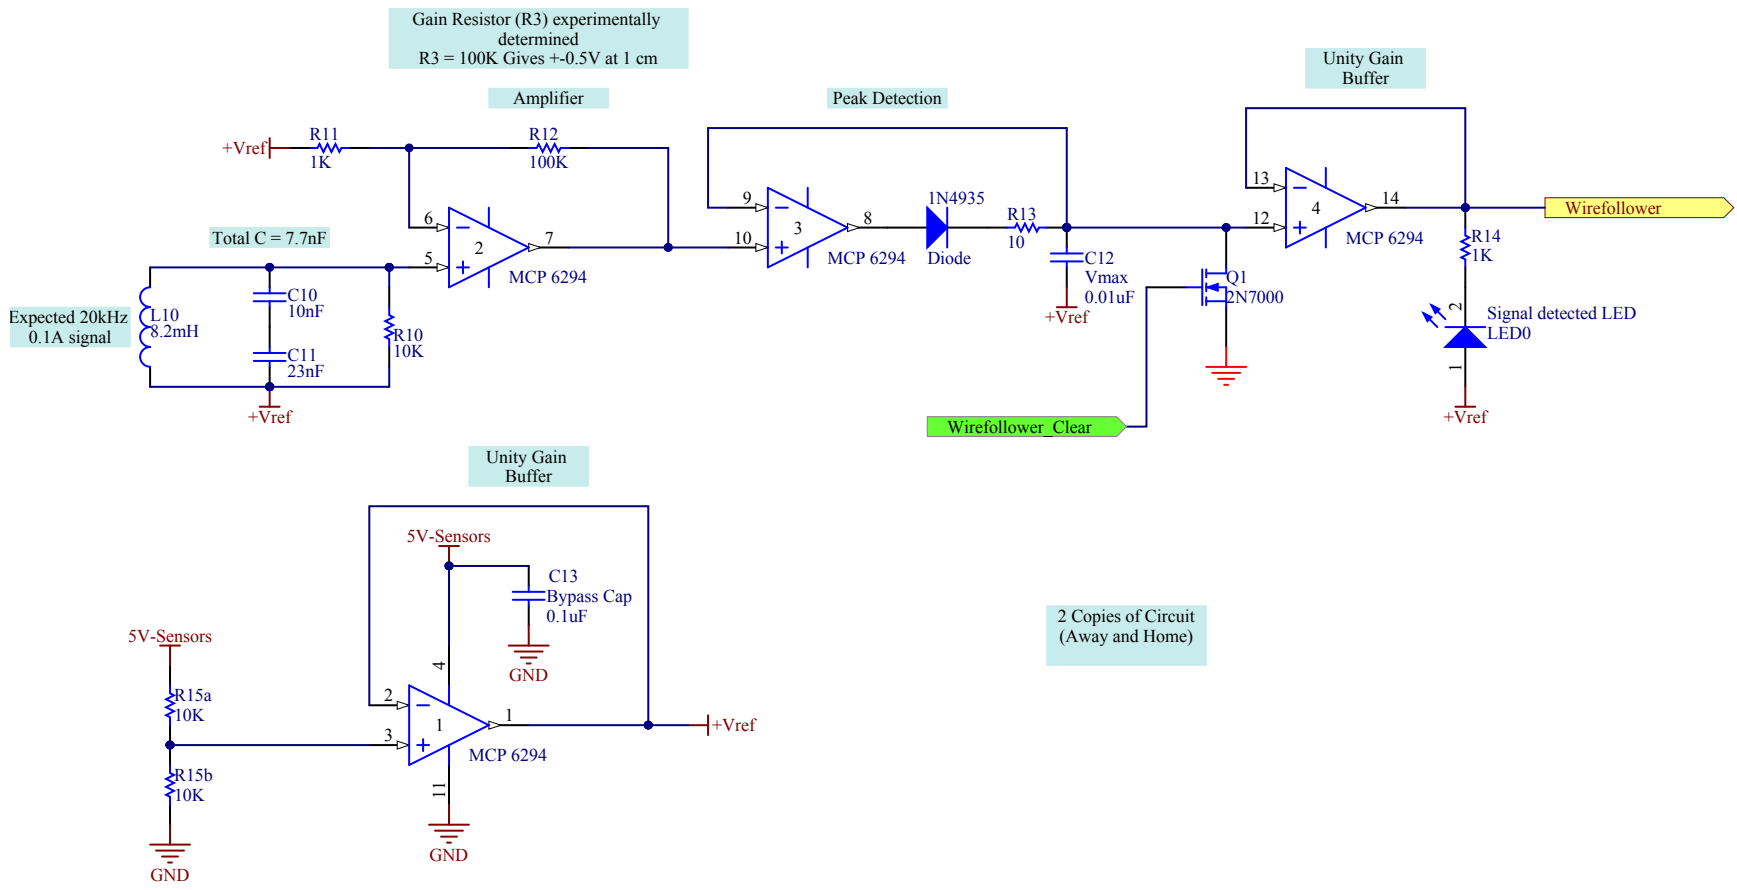 Gain Resistor (R3) experimentally
determined
R3 = 100K Gives +-0.5V at 1 cm
Amplifier
Peak Detection
Unity Gain
Buffer
+Vref
R11
1K
R12
100K
6
5
2
7
MCP 6294
Total C = 7.7nF
Expected 20kHz
0.1A signal
L10
8.2mH
C10
10nF
C11
23nF
R10
10K
+Vref
9
10
3
8
MCP 6294
1N4935
Diode
R13
10
C12
Vmax
0.01uF
+Vref
Q1
2N7000
Wirefollower_Clear
13
12
4
14
MCP 6294
Wirefollower
R14
1K
2
Signal detected LED
LED0
1
+Vref
Unity Gain
Buffer
5V-Sensors
C13
Bypass Cap
0.1uF
GND
5V-Sensors
R15a
10K
R15b
10K
GND
4
2
3
1
1
MCP 6294
11
GND
+Vref
2 Copies of Circuit
(Away and Home)